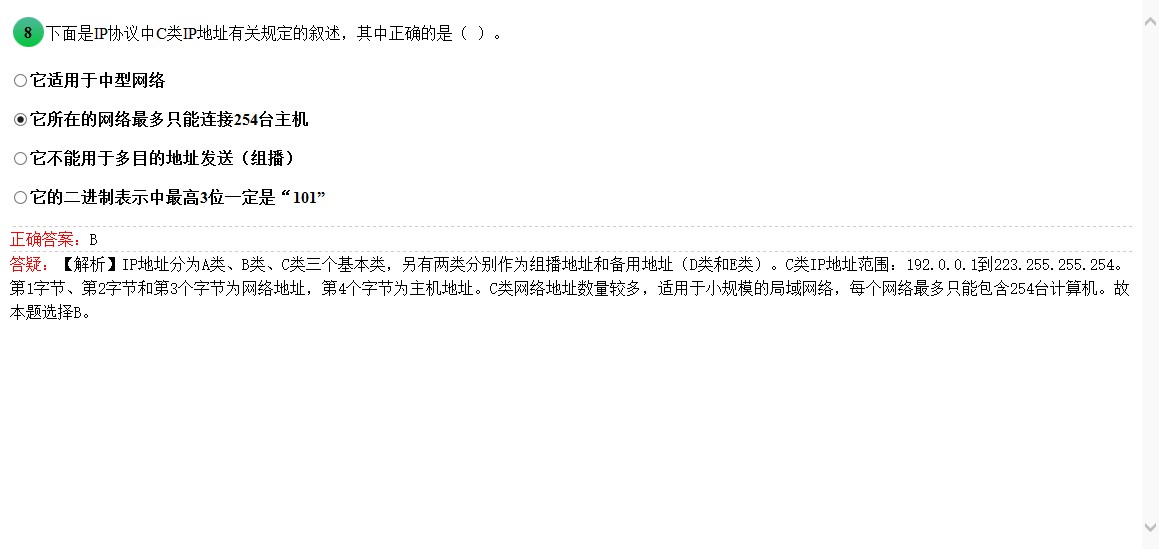 8 下面是IP协议中C类IP地址有关规定的叙述，其中正确的是（ ）。
它适用于中型网络
它所在的网络最多只能连接254台主机
它不能用于多目的地址发送（组播）
它的二进制表示中最高3位一定是“101”
正确答案：B
答疑：【解析】IP地址分为A类、B类、C类三个基本类，另有两类分别作为组播地址和备用地址（D类和E类）。C类IP地址范围：192.0.0.1到223.255.255.254。
第1字节、第2字节和第3个字节为网络地址，第4个字节为主机地址。C类网络地址数量较多，适用于小规模的局域网络，每个网络最多只能包含254台计算机。故
本题选择B。